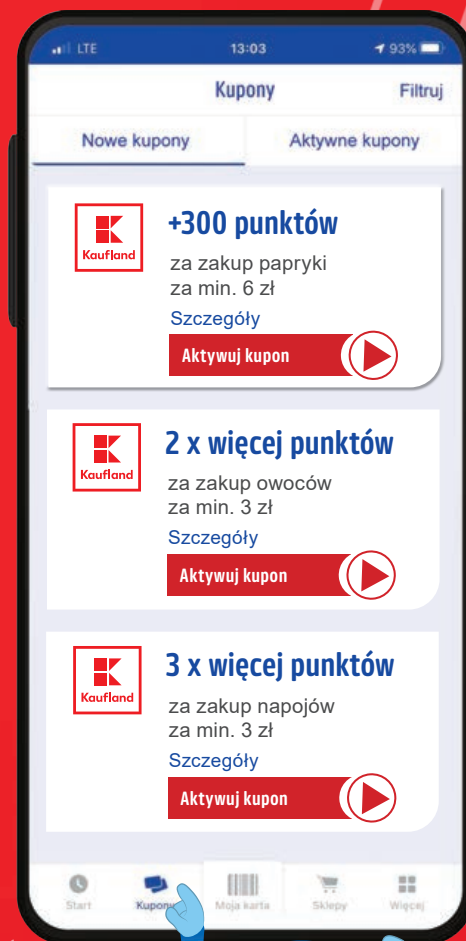 LTE 13:03 93%
Kupony Filtruj
Nowe kupony Aktywne kupony
Kaufland
+300 punktów
za zakup papryki
za min. 6 zł
Szczegóły
Aktywuj kupon
Kaufland
2 x więcej punktów
za zakup owoców
za min. 3 zł
Szczegóły
Aktywuj kupon
Kaufland
3 x więcej punktów
za zakup napojów
za min. 3 zł
Szczegóły
Aktywuj kupon
Start Kupony Moja karta Sklepy Więcej